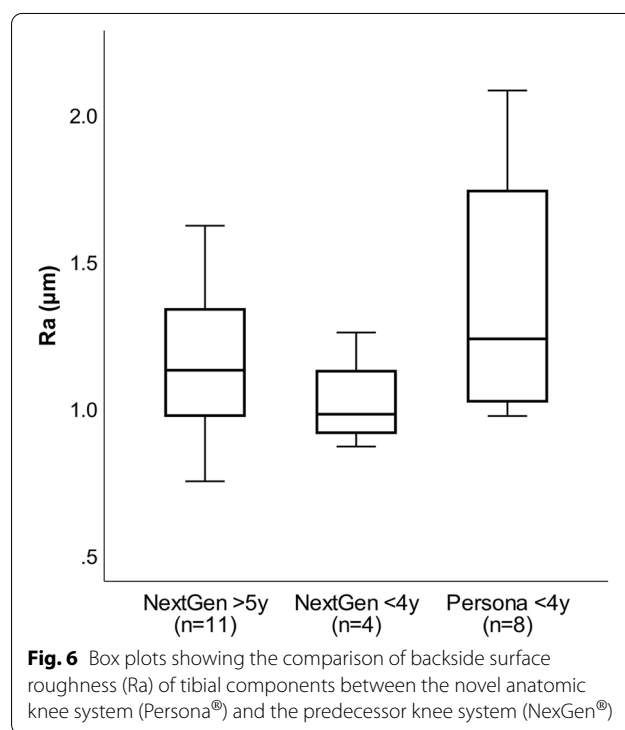 2.0
1.5
1.0
.5
Ra (µm)
NextGen >5y NextGen <4y Persona <4y
(n=11) (n=4) (n=8)
Fig. 6 Box plots showing the comparison of backside surface
roughness (Ra) of tibial components between the novel anatomic
knee system (Persona®) and the predecessor knee system (NexGen®)